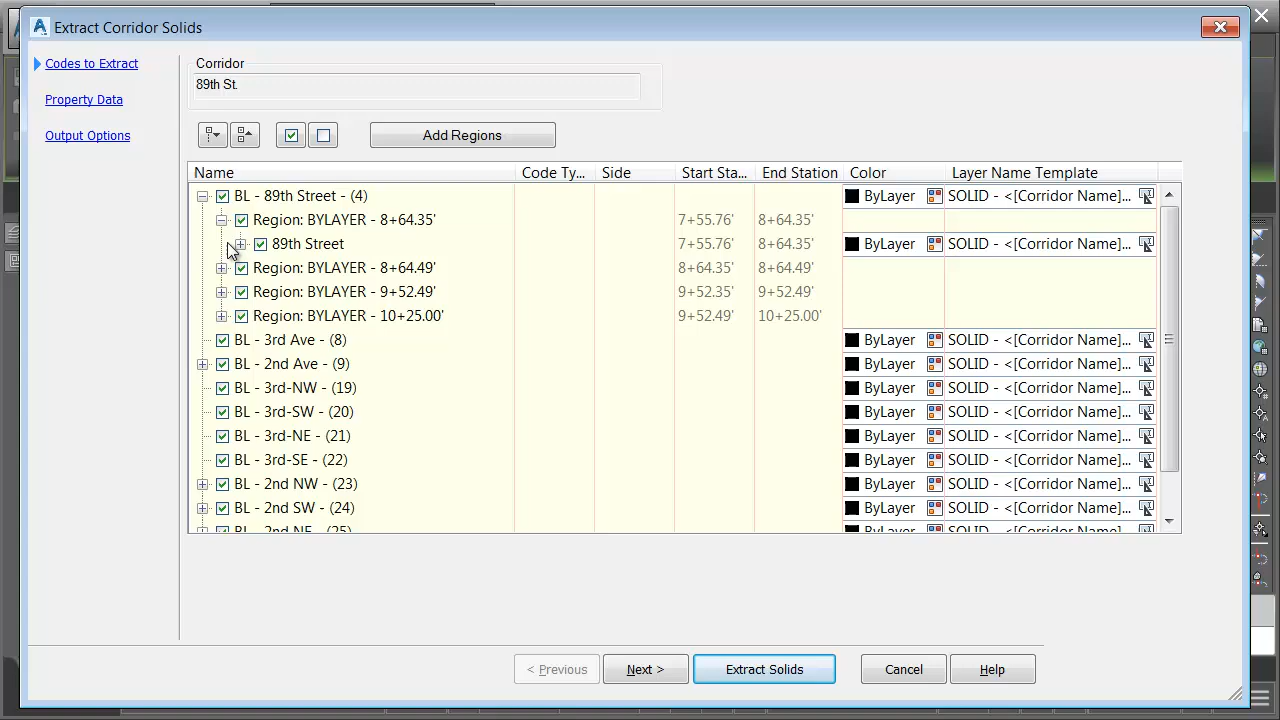 Extract Corridor Solids
Codes to Extract
Property Data
Output Options
Corridor
89th St.
Add Regions
Name Code Ty... Side Start Sta... End Station Color Layer Name Template
BL - 89th Street - (4) ByLayer SOLID - <[Corridor Name]...
Region: BYLAYER - 8+64.35' 7+55.76' 8+64.35'
89th Street 7+55.76' 8+64.35' ByLayer SOLID - <[Corridor Name]...
Region: BYLAYER - 8+64.49' 8+64.35' 8+64.49'
Region: BYLAYER - 9+52.49' 9+52.35' 9+52.49'
Region: BYLAYER - 10+25.00' 9+52.49' 10+25.00'
BL - 3rd Ave - (8) ByLayer SOLID - <[Corridor Name]...
BL - 2nd Ave - (9) ByLayer SOLID - <[Corridor Name]...
BL - 3rd-NW - (19) ByLayer SOLID - <[Corridor Name]...
BL - 3rd-SW - (20) ByLayer SOLID - <[Corridor Name]...
BL - 3rd-NE - (21) ByLayer SOLID - <[Corridor Name]...
BL - 3rd-SE - (22) ByLayer SOLID - <[Corridor Name]...
BL - 2nd NW - (23) ByLayer SOLID - <[Corridor Name]...
BL - 2nd SW - (24) ByLayer SOLID - <[Corridor Name]...
BL - 2nd NE - (25) ByLayer SOLID - <[Corridor Name]...
< Previous Next > Extract Solids Cancel Help